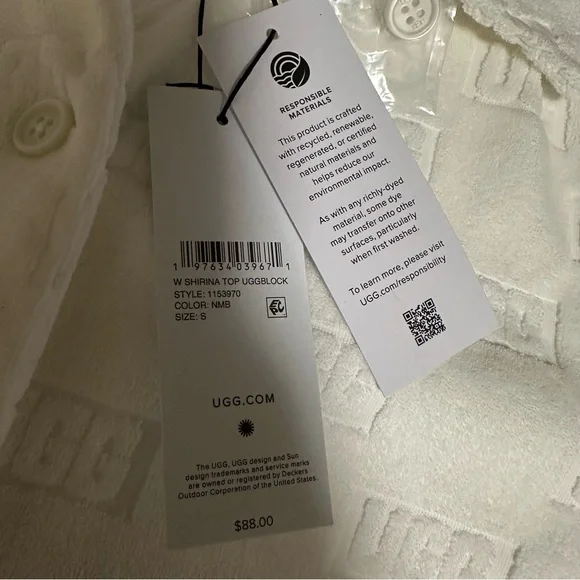 RESPONSIBLE
MATERIALS
This product is crafted
with recycled, renewable,
regenerated, or certified
natural materials and
helps reduce our
environmental impact.
As with any richly-dyed
material, some dye
may transfer onto other
surfaces, particularly
when first washed.
To learn more, please visit
UGG.com/responsibility
1 97634 03967 1
W SHIRINA TOP UGGBLOCK
STYLE: 1153970
COLOR: NMB
SIZE: S
UGG.COM
The UGG, UGG design and Sun
design trademarks and service marks
are owned or registered by Deckers
Outdoor Corporation of the United States.
$88.00
UGG
UGG